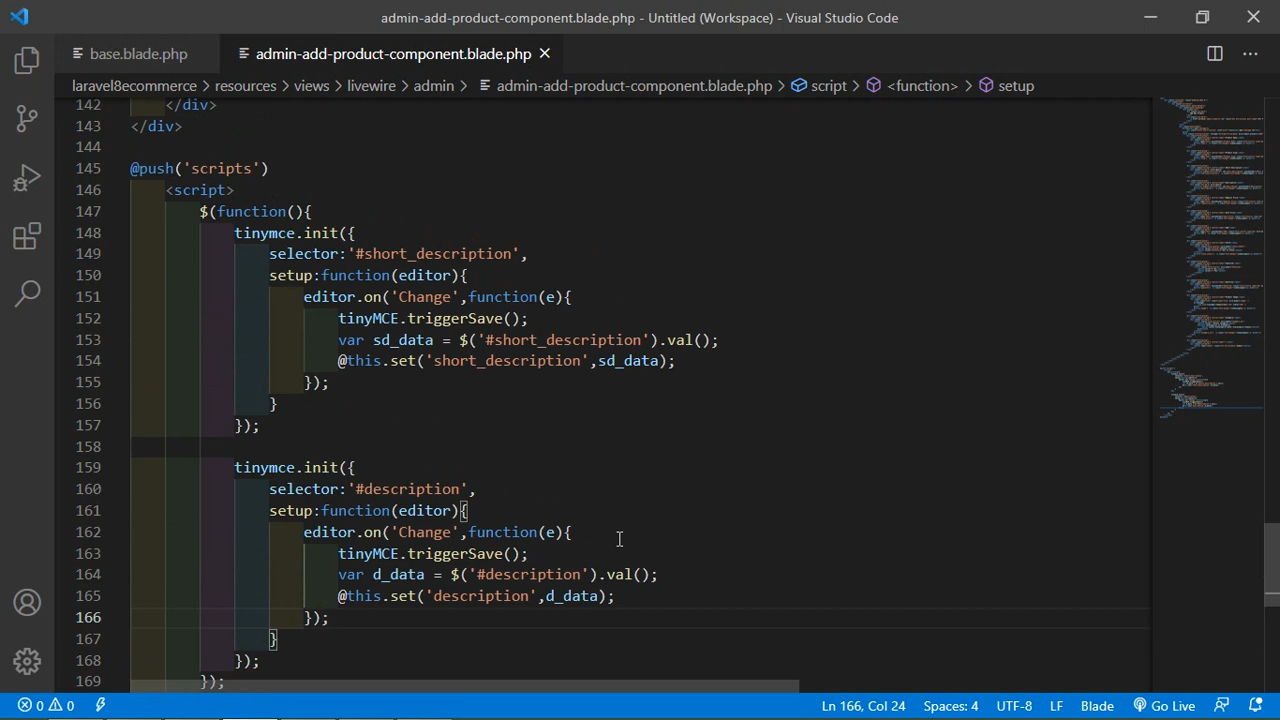 admin-add-product-component.blade.php - Untitled (Workspace) - Visual Studio Code
base.blade.php
admin-add-product-component.blade.php
laravel8ecommerce > resources > views > livewire > admin > admin-add-product-component.blade.php > script > <function> > setup
142 </div>
143 </div>
144
145 @push('scripts')
146 <script>
147 $(function(){
148 tinymce.init({
149 selector:'#short_description',
150 setup:function(editor){
151 editor.on('Change',function(e){
152 tinyMCE.triggerSave();
153 var sd_data = $('#short_description').val();
154 @this.set('short_description',sd_data);
155 });
156 }
157 });
158
159 tinymce.init({
160 selector:'#description',
161 setup:function(editor){
162 editor.on('Change',function(e){
163 tinyMCE.triggerSave();
164 var d_data = $('#description').val();
165 @this.set('description',d_data);
166 });
167 }
168 });
169 });
0 0 Ln 166, Col 24 Spaces: 4 UTF-8 LF Blade Go Live